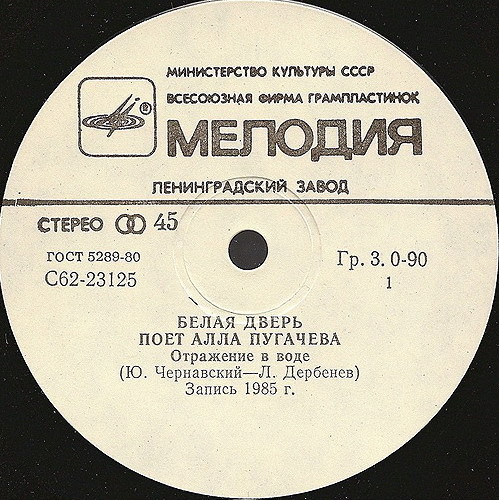 МИНИСТЕРСТВО КУЛЬТУРЫ СССР
ВСЕСОЮЗНАЯ ФИРМА ГРАМПЛАСТИНОК
®
МЕЛОДИЯ
ЛЕНИНГРАДСКИЙ ЗАВОД
СТЕРЕО 45
ГОСТ 5289-80
С62-23125
Гр. 3. 0-90
1
БЕЛАЯ ДВЕРЬ
ПОЕТ АЛЛА ПУГАЧЕВА
Отражение в воде
(Ю. Чернавский—Л. Дербенев)
Запись 1985 г.